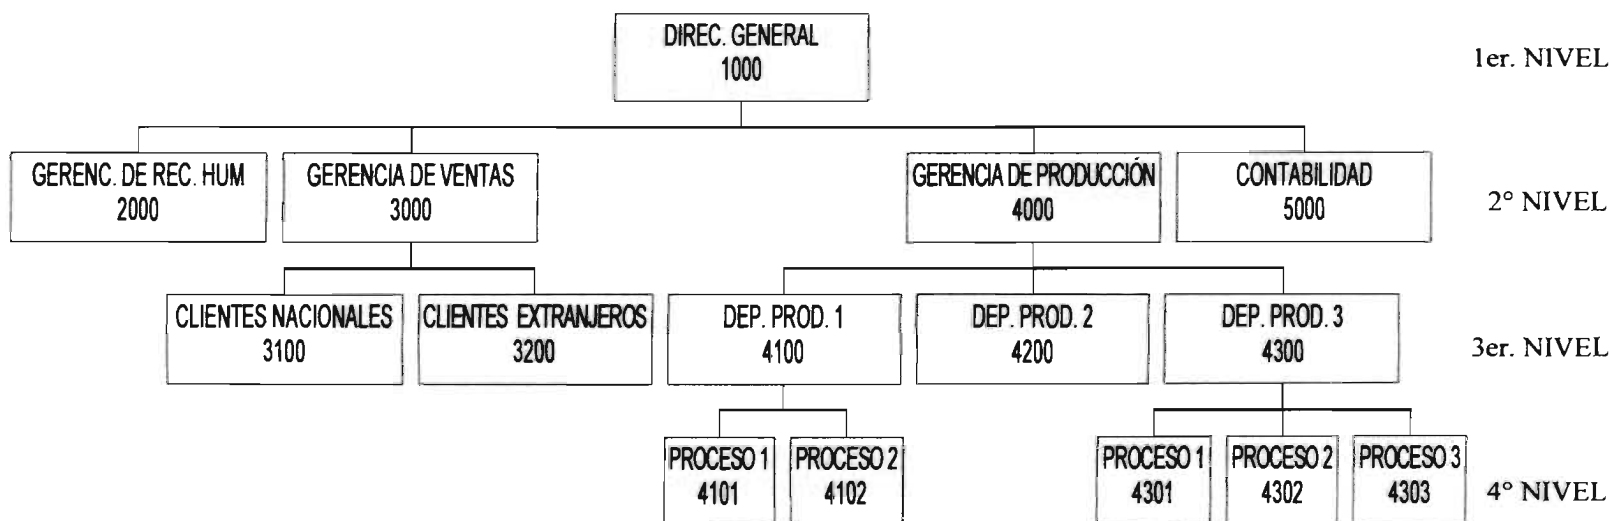 DIREC. GENERAL
1000
1er. NIVEL
GERENC. DE REC. HUM
2000
GERENCIA DE VENTAS
3000
GERENCIA DE PRODUCCIÓN
4000
CONTABILIDAD
5000
2° NIVEL
CLIENTES NACIONALES
3100
CLIENTES EXTRANJEROS
3200
DEP. PROD. 1
4100
DEP. PROD. 2
4200
DEP. PROD. 3
4300
3er. NIVEL
PROCESO 1
4101
PROCESO 2
4102
PROCESO 1
4301
PROCESO 2
4302
PROCESO 3
4303
4° NIVEL